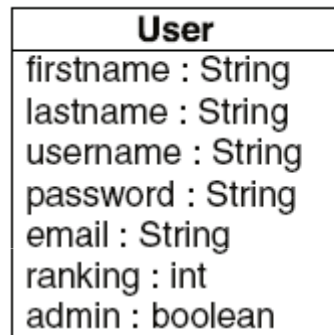 User
firstname : String
lastname : String
username : String
password : String
email : String
ranking : int
admin : boolean